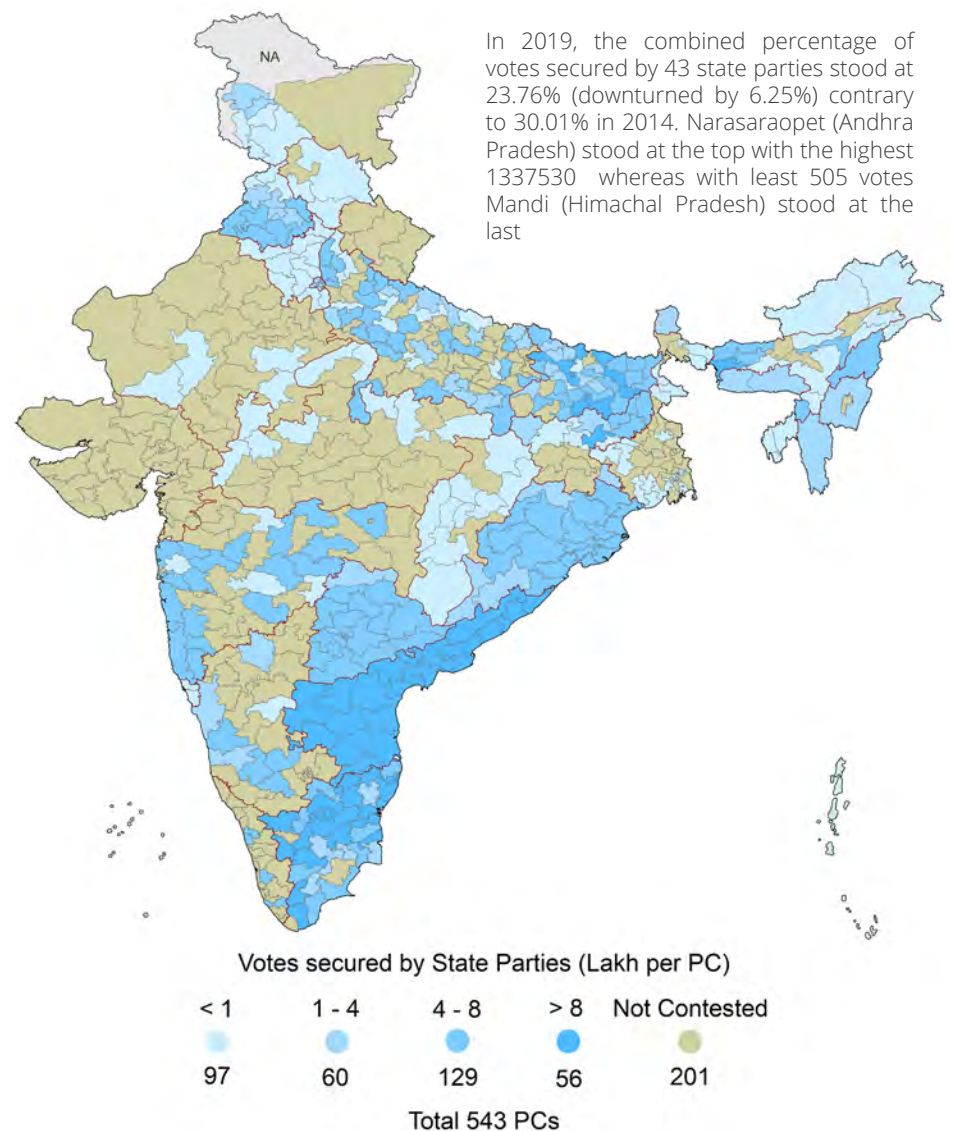 NA
In 2019, the combined percentage of
votes secured by 43 state parties stood at
23.76% (downturned by 6.25%) contrary
to 30.01% in 2014. Narasaraopet (Andhra
Pradesh) stood at the top with the highest
1337530 whereas with least 505 votes
Mandi (Himachal Pradesh) stood at the
last
Votes secured by State Parties (Lakh per PC)
< 1 1 - 4 4 - 8 > 8 Not Contested
97 60 129 56 201
Total 543 PCs